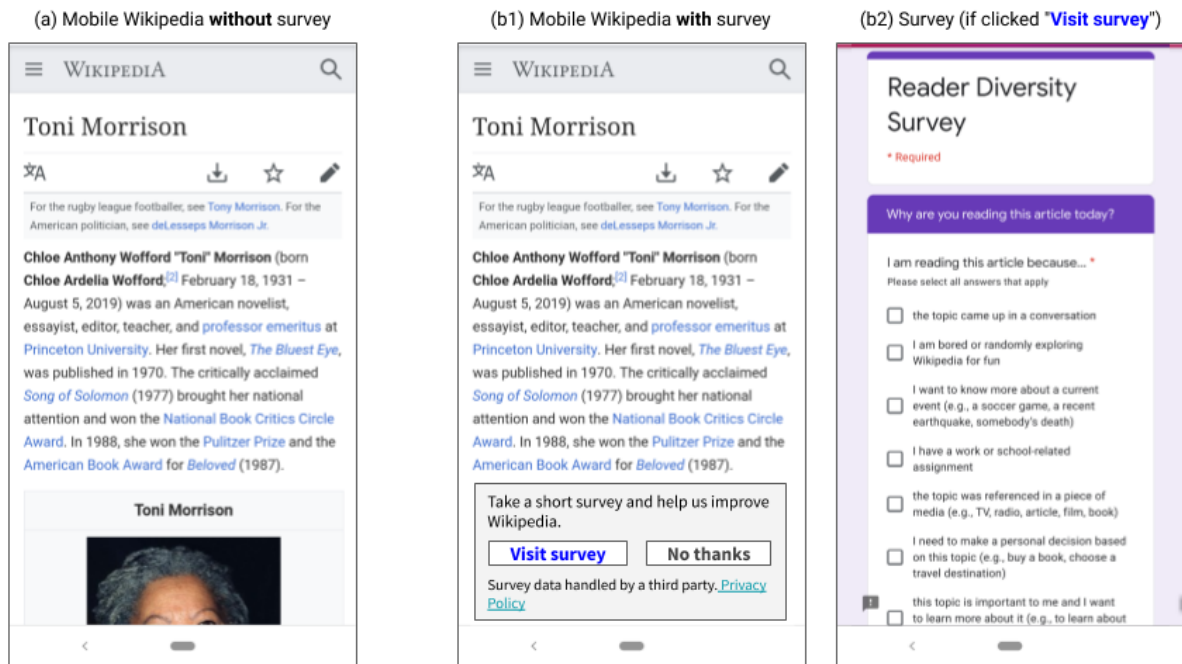 (a) Mobile Wikipedia without survey
WIKIPEDIA
Toni Morrison
文A
For the rugby league footballer, see Tony Morrison. For the
American politician, see deLesseps Morrison Jr.
Chloe Anthony Wofford "Toni" Morrison (born
Chloe Ardelia Wofford;[2] February 18, 1931 –
August 5, 2019) was an American novelist,
essayist, editor, teacher, and professor emeritus at
Princeton University. Her first novel, The Bluest Eye,
was published in 1970. The critically acclaimed
Song of Solomon (1977) brought her national
attention and won the National Book Critics Circle
Award. In 1988, she won the Pulitzer Prize and the
American Book Award for Beloved (1987).
Toni Morrison
(b1) Mobile Wikipedia with survey
WIKIPEDIA
Toni Morrison
文A
For the rugby league footballer, see Tony Morrison. For the
American politician, see deLesseps Morrison Jr.
Chloe Anthony Wofford "Toni" Morrison (born
Chloe Ardelia Wofford;[2] February 18, 1931 –
August 5, 2019) was an American novelist,
essayist, editor, teacher, and professor emeritus at
Princeton University. Her first novel, The Bluest Eye,
was published in 1970. The critically acclaimed
Song of Solomon (1977) brought her national
attention and won the National Book Critics Circle
Award. In 1988, she won the Pulitzer Prize and the
American Book Award for Beloved (1987).
Take a short survey and help us improve
Wikipedia.
Visit survey
No thanks
Survey data handled by a third party. Privacy
Policy
(b2) Survey (if clicked "Visit survey")
Reader Diversity
Survey
* Required
Why are you reading this article today?
I am reading this article because... *
Please select all answers that apply
the topic came up in a conversation
I am bored or randomly exploring
Wikipedia for fun
I want to know more about a current
event (e.g., a soccer game, a recent
earthquake, somebody's death)
I have a work or school-related
assignment
the topic was referenced in a piece of
media (e.g., TV, radio, article, film, book)
I need to make a personal decision based
on this topic (e.g., buy a book, choose a
travel destination)
this topic is important to me and I want
to learn more about it (e.g., to learn about